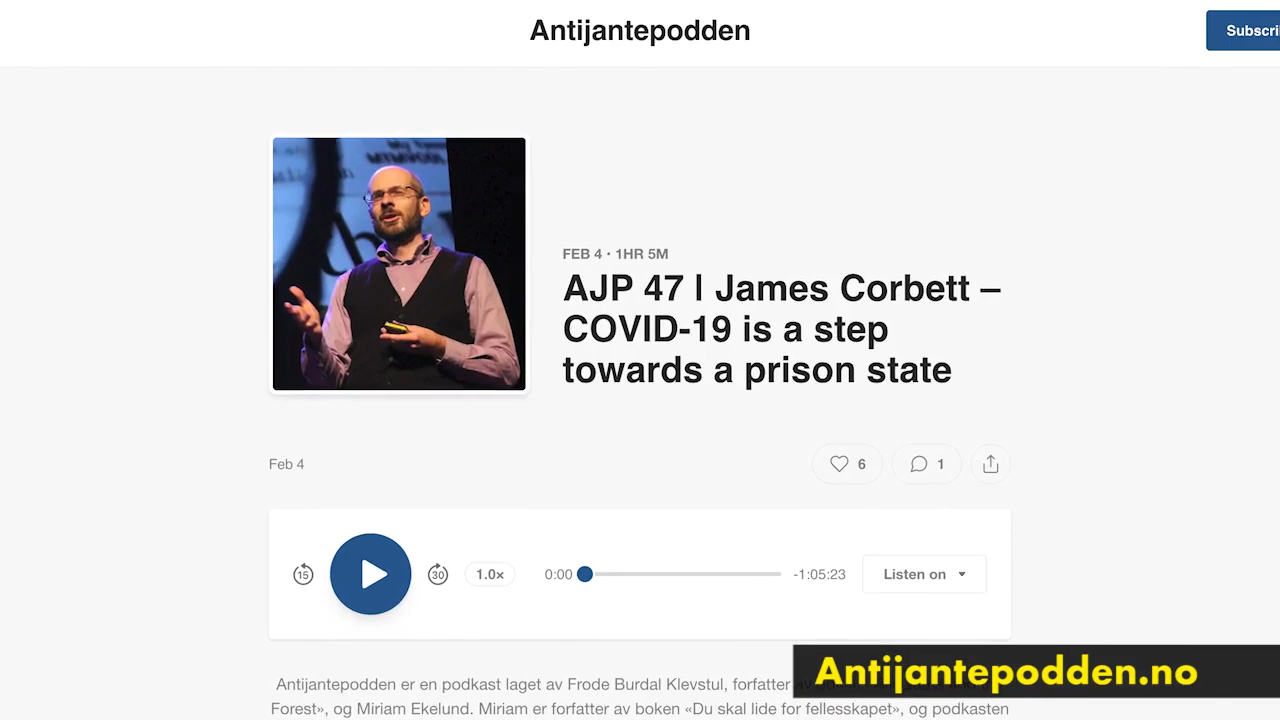 Antijantepodden
Subscri
FEB 4 • 1HR 5M
AJP 47 | James Corbett –
COVID-19 is a step
towards a prison state
Feb 4
6
1
15
30
1.0×
0:00
-1:05:23
Listen on
Antijantepodden.no
Antijantepodden er en podkast laget av Frode Burdal Klevstul, forfatter
Forest», og Miriam Ekelund. Miriam er forfatter av boken «Du skal lide for fellesskapet», og podkasten